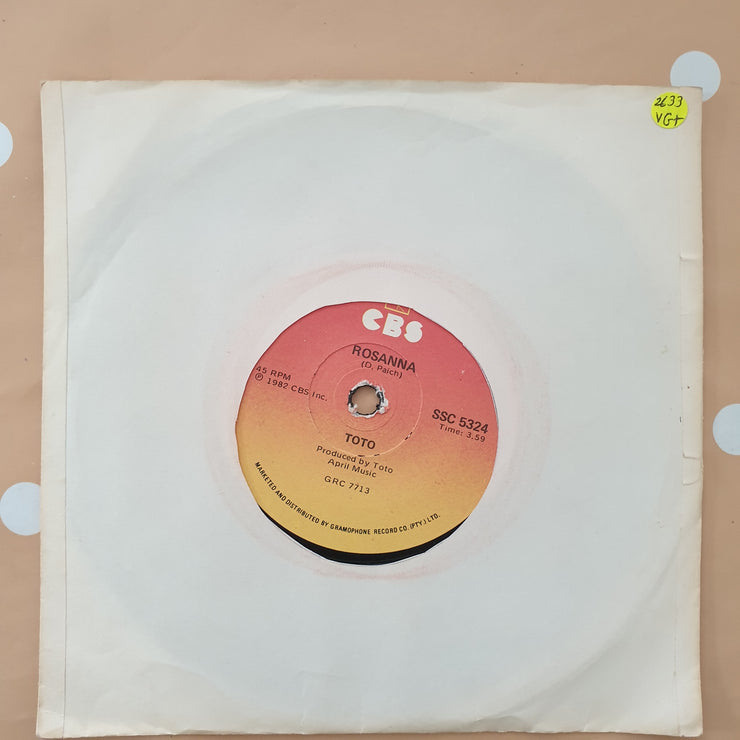 2633
VG+
CBS
ROSANNA
(D. Paich)
45 RPM
℗ 1982 CBS Inc.
SSC 5324
Time: 3.59
TOTO
Produced by Toto
April Music
GRC 7713
MARKETED AND DISTRIBUTED BY GRAMOPHONE RECORD CO. (PTY.) LTD.